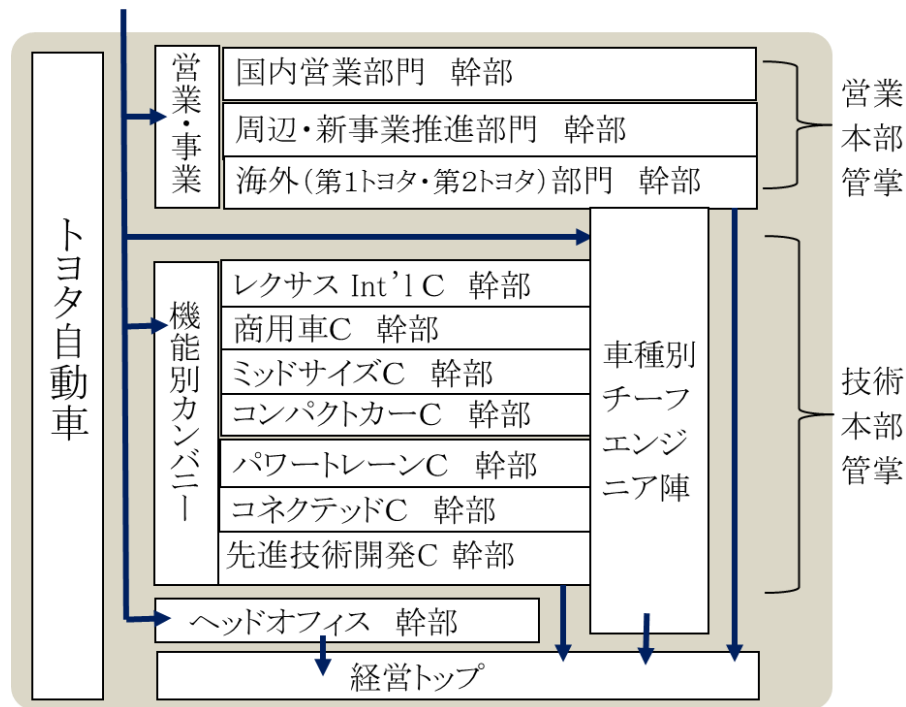 トヨタ自動車
営業・事業
国内営業部門 幹部
周辺・新事業推進部門 幹部
海外(第1トヨタ・第2トヨタ)部門 幹部
営業
本部
管掌
機能別カンバニー
レクサス Int'l C 幹部
商用車C 幹部
ミッドサイズC 幹部
コンパクトカーC 幹部
パワートレーンC 幹部
コネクテッドC 幹部
先進技術開発C 幹部
車種別
チーフ
エンジ
ニア陣
技術
本部
管掌
ヘッドオフィス 幹部
経営トップ